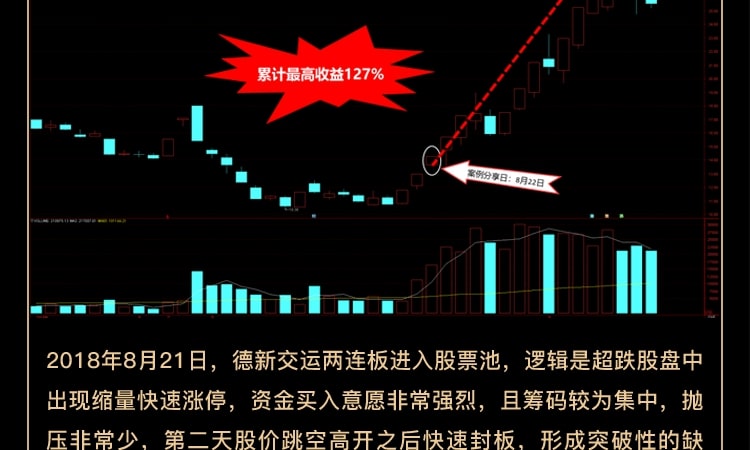 累计最高收益127%
案例分享日：8月22日
2018年8月21日，德新交运两连板进入股票池，逻辑是超跌股盘中
出现缩量快速涨停，资金买入意愿非常强烈，且筹码较为集中，抛
压非常少，第二天股价跳空高开之后快速封板，形成突破性的缺